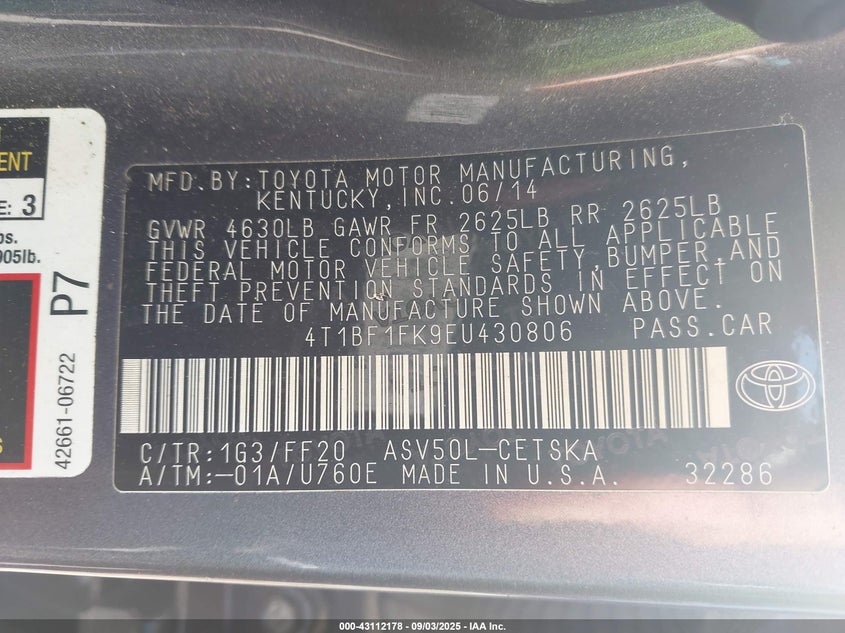 ENT
E: 3
os.
905lb.
P7
42661-06722
S
MFD.BY:TOYOTA MOTOR MANUFACTURING,
KENTUCKY,INC.06/14
GVWR 4630LB GAWR FR 2625LB RR 2625LB
THIS VEHICLE CONFORMS TO ALL APPLICABLE
FEDERAL MOTOR VEHICLE SAFETY,BUMPER,AND
THEFT PREVENTION STANDARDS IN EFFECT ON
THE DATE OF MANUFACTURE SHOWN ABOVE.
4T1BF1FK9EU430806 PASS.CAR
C/TR:1G3/FF20 ASV50L-CETSKA
A/TM:-01A/U760E MADE IN U.S.A. 32286
000-43112178 - 09/03/2025 - IAA Inc.